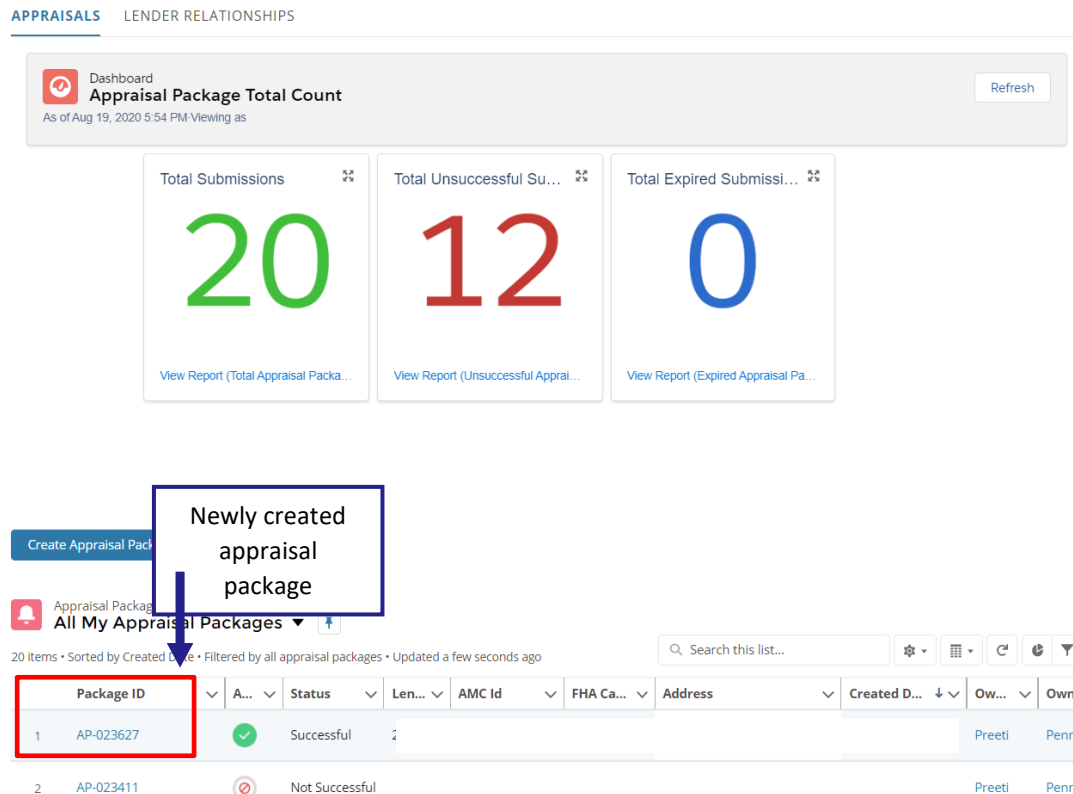 APPRAISALS LENDER RELATIONSHIPS
Dashboard
Appraisal Package Total Count
As of Aug 19, 2020 5:54 PM·Viewing as
Refresh
Total Submissions
20
View Report (Total Appraisal Packa...
Total Unsuccessful Su...
12
View Report (Unsuccessful Apprai...
Total Expired Submissi...
0
View Report (Expired Appraisal Pa...
Newly created
appraisal
package
Create Appraisal Pack
Appraisal Packag
All My Appraisal Packages
20 items • Sorted by Created Date • Filtered by all appraisal packages • Updated a few seconds ago
Search this list...
Package ID A... Status Len... AMC Id FHA Ca... Address Created D... Ow... Own
1 AP-023627 Successful 2 Preeti Penn
2 AP-023411 Not Successful Preeti Penn